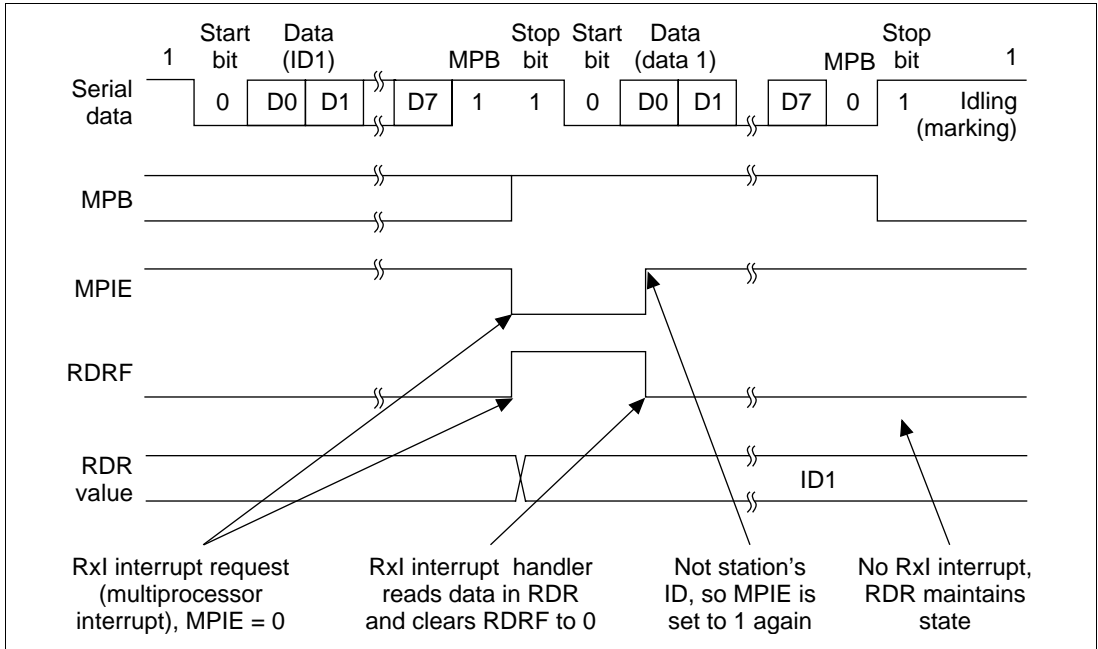 Start Data Stop Start Data Stop
1 bit (ID1) MPB bit bit (data 1) MPB bit 1
Serial data
0 D0 D1 D7 1 1 0 D0 D1 D7 0 1 Idling (marking)
MPB
MPIE
RDRF
RDR value
ID1
RxI interrupt request
(multiprocessor
interrupt), MPIE = 0
RxI interrupt handler
reads data in RDR
and clears RDRF to 0
Not station's
ID, so MPIE is
set to 1 again
No RxI interrupt,
RDR maintains
state